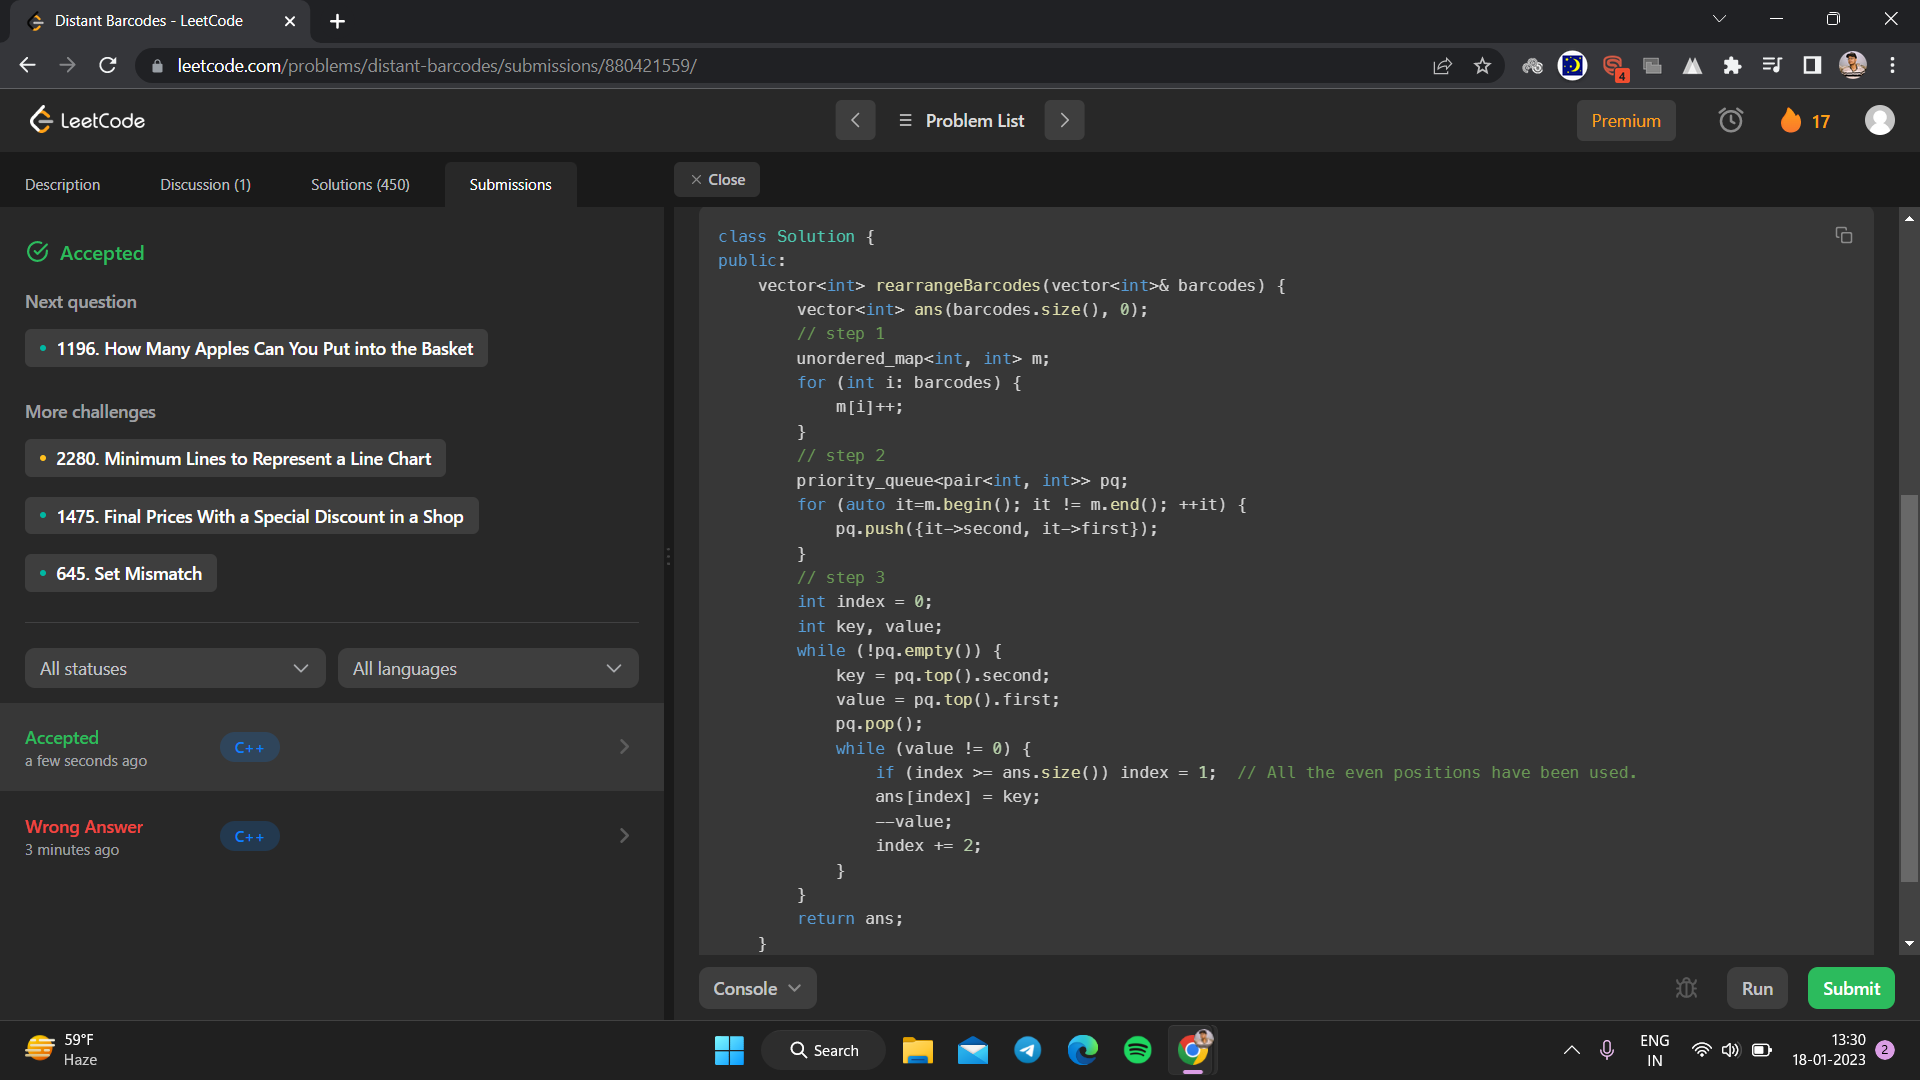 Distant Barcodes - LeetCode
leetcode.com/problems/distant-barcodes/submissions/880421559/
4
LeetCode
Problem List
Premium
17
Description
Discussion (1)
Solutions (450)
Submissions
Close
Accepted
Next question
1196. How Many Apples Can You Put into the Basket
More challenges
2280. Minimum Lines to Represent a Line Chart
1475. Final Prices With a Special Discount in a Shop
645. Set Mismatch
All statuses
All languages
Accepted
a few seconds ago
C++
Wrong Answer
3 minutes ago
C++
class Solution {
public:
    vector<int> rearrangeBarcodes(vector<int>& barcodes) {
        vector<int> ans(barcodes.size(), 0);
        // step 1
        unordered_map<int, int> m;
        for (int i: barcodes) {
            m[i]++;
        }
        // step 2
        priority_queue<pair<int, int>> pq;
        for (auto it=m.begin(); it != m.end(); ++it) {
            pq.push({it->second, it->first});
        }
        // step 3
        int index = 0;
        int key, value;
        while (!pq.empty()) {
            key = pq.top().second;
            value = pq.top().first;
            pq.pop();
            while (value != 0) {
                if (index >= ans.size()) index = 1;  // All the even positions have been used.
                ans[index] = key;
                --value;
                index += 2;
            }
        }
        return ans;
    }
Console
Run
Submit
59°F
Haze
Search
ENG
IN
13:30
18-01-2023
2